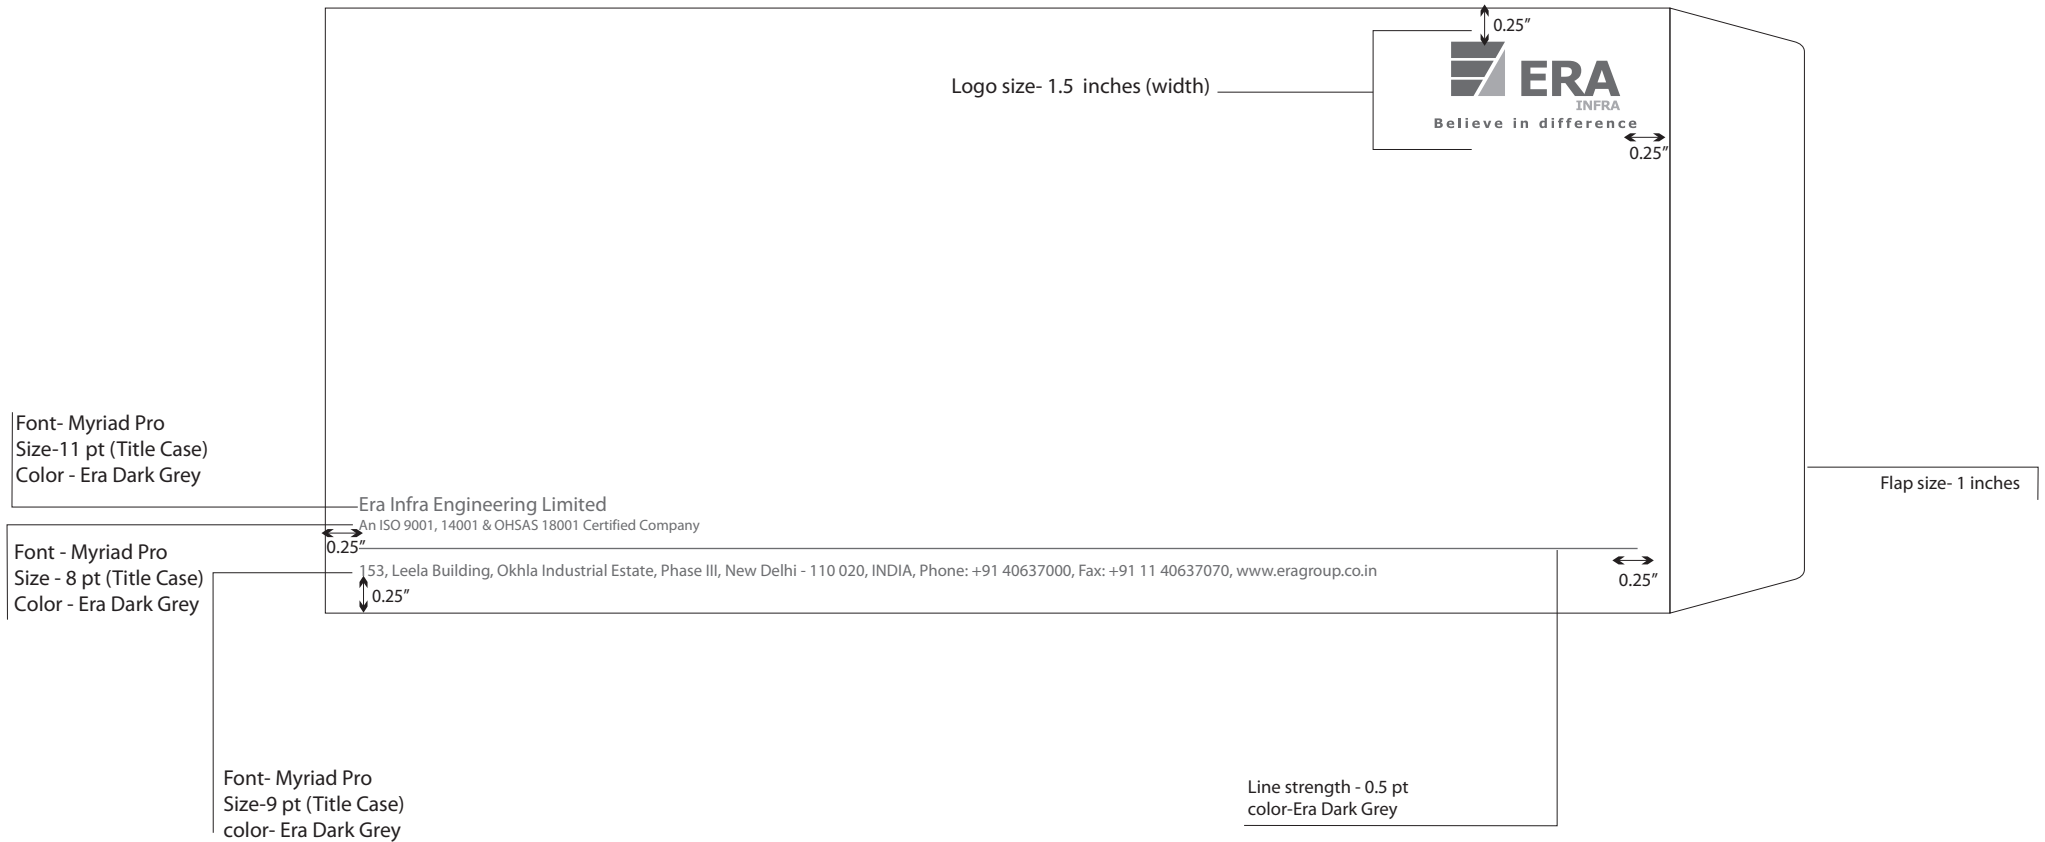 0.25”
Logo size- 1.5 inches (width)
ERA
INFRA
Believe in difference
0.25”
Font- Myriad Pro
Size-11 pt (Title Case)
Color - Era Dark Grey
Flap size- 1 inches
Era Infra Engineering Limited
An ISO 9001, 14001 & OHSAS 18001 Certified Company
0.25”
Font - Myriad Pro
Size - 8 pt (Title Case)
Color - Era Dark Grey
153, Leela Building, Okhla Industrial Estate, Phase III, New Delhi - 110 020, INDIA, Phone: +91 40637000, Fax: +91 11 40637070, www.eragroup.co.in
0.25”
0.25”
Font- Myriad Pro
Size-9 pt (Title Case)
color- Era Dark Grey
Line strength - 0.5 pt
color-Era Dark Grey